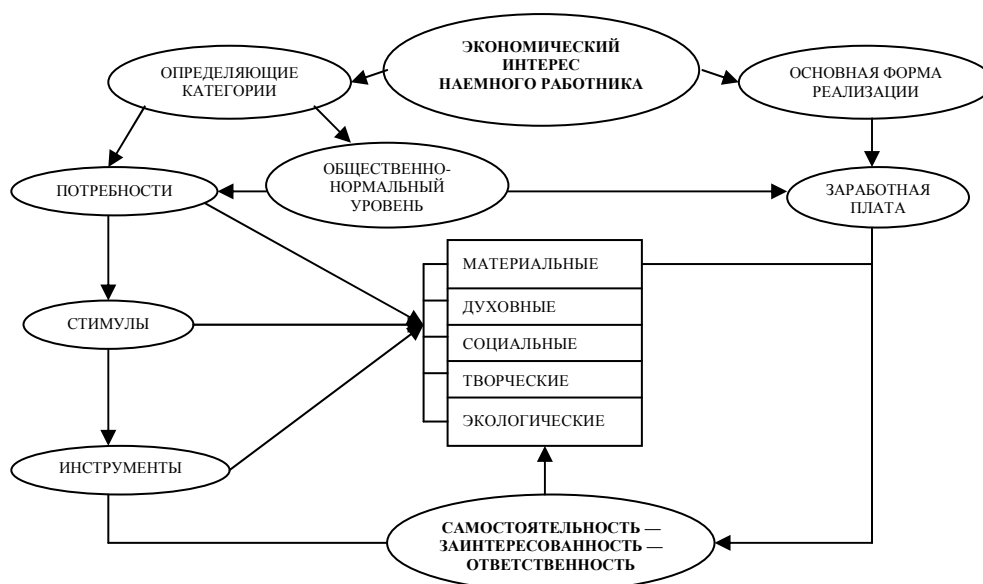 ЭКОНОМИЧЕСКИЙ
ИНТЕРЕС
НАЕМНОГО РАБОТНИКА
ОПРЕДЕЛЯЮЩИЕ
КАТЕГОРИИ
ОСНОВНАЯ ФОРМА
РЕАЛИЗАЦИИ
ОБЩЕСТВЕННО-
НОРМАЛЬНЫЙ
УРОВЕНЬ
ПОТРЕБНОСТИ
ЗАРАБОТНАЯ
ПЛАТА
МАТЕРИАЛЬНЫЕ
ДУХОВНЫЕ
СОЦИАЛЬНЫЕ
ТВОРЧЕСКИЕ
ЭКОЛОГИЧЕСКИЕ
СТИМУЛЫ
ИНСТРУМЕНТЫ
САМОСТОЯТЕЛЬНОСТЬ —
ЗАИНТЕРЕСОВАННОСТЬ —
ОТВЕТСТВЕННОСТЬ